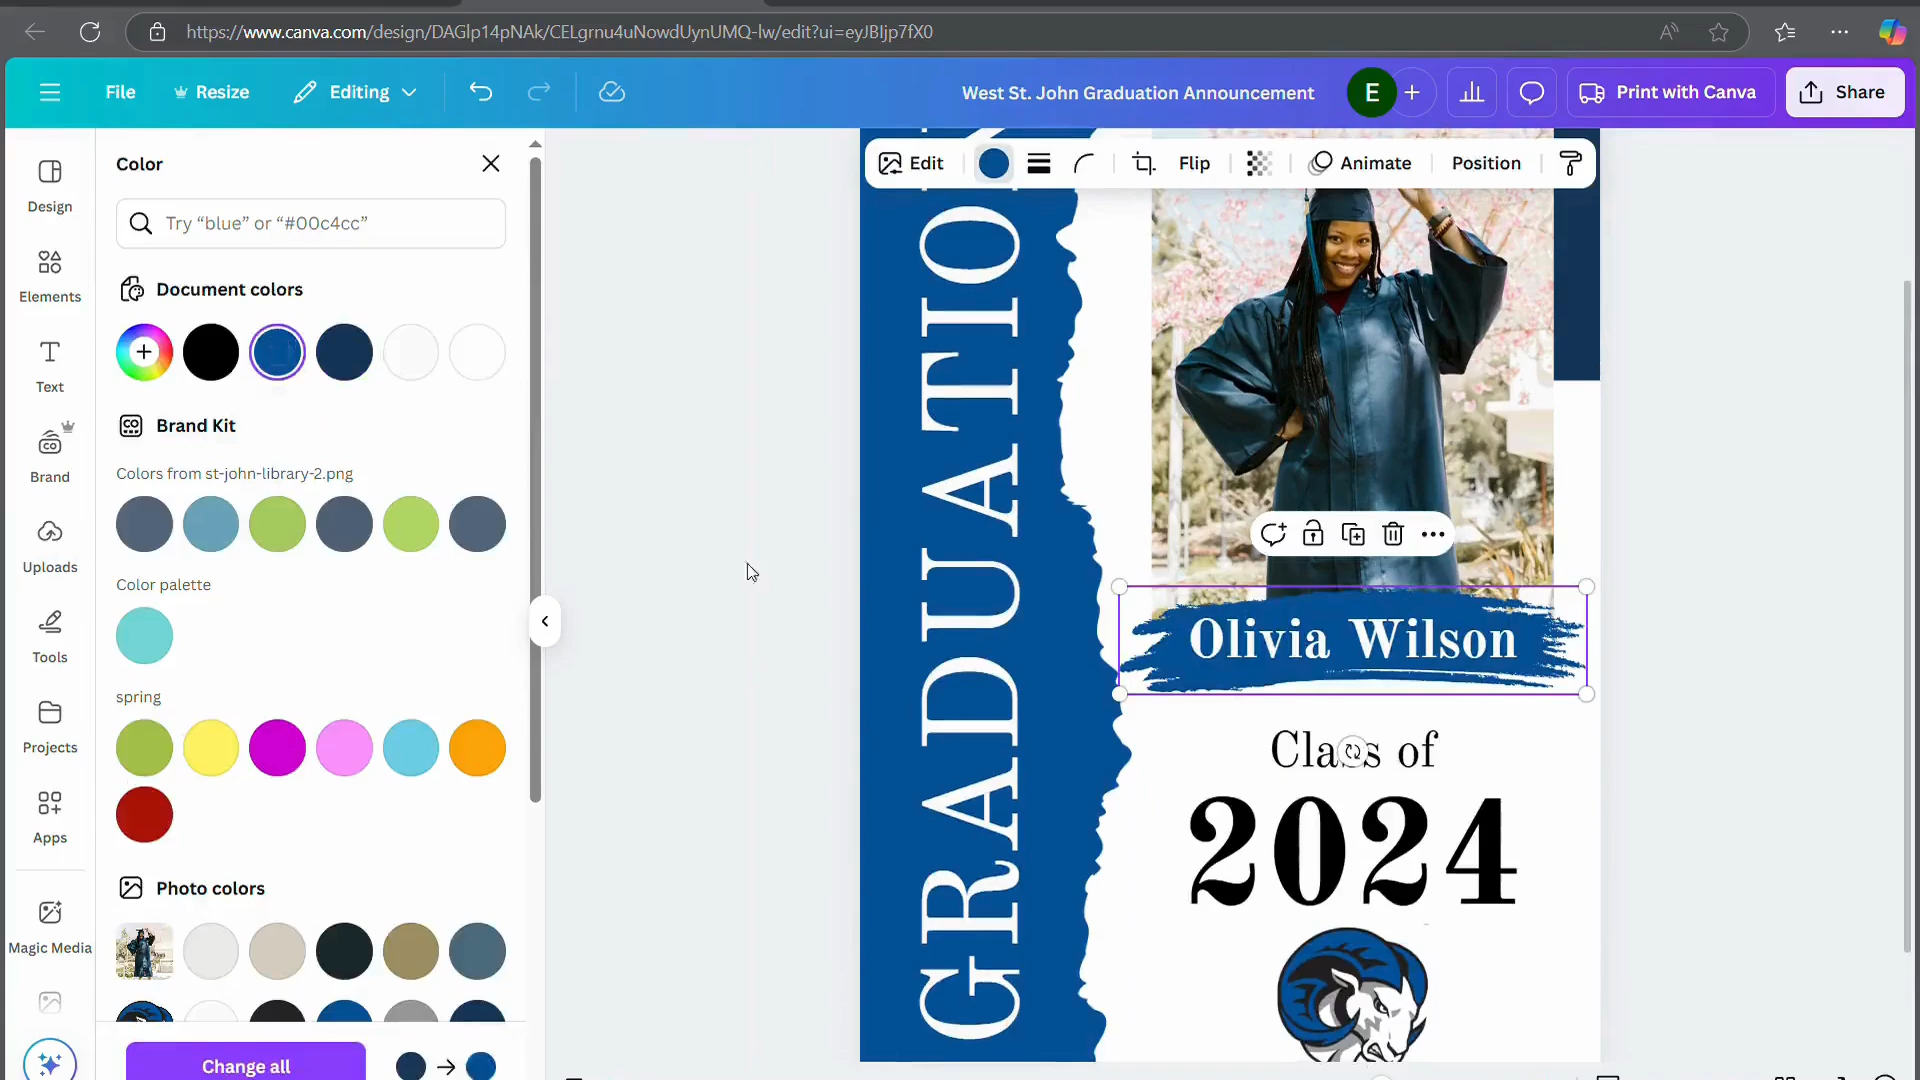 https://www.canva.com/design/DAGlp14pNAk/CELgrnu4uNowdUynUMQ-lw/edit?ui=eyJBIjp7fX0
File
Resize
Editing
West St. John Graduation Announcement
E
Print with Canva
Share
Design
Elements
Text
Brand
Uploads
Tools
Projects
Apps
Magic Media
Color
Try “blue” or “#00c4cc”
Document colors
Brand Kit
Colors from st-john-library-2.png
Color palette
spring
Photo colors
Change all
Edit
Flip
Animate
Position
GRADUATION
Olivia Wilson
Class of
2024